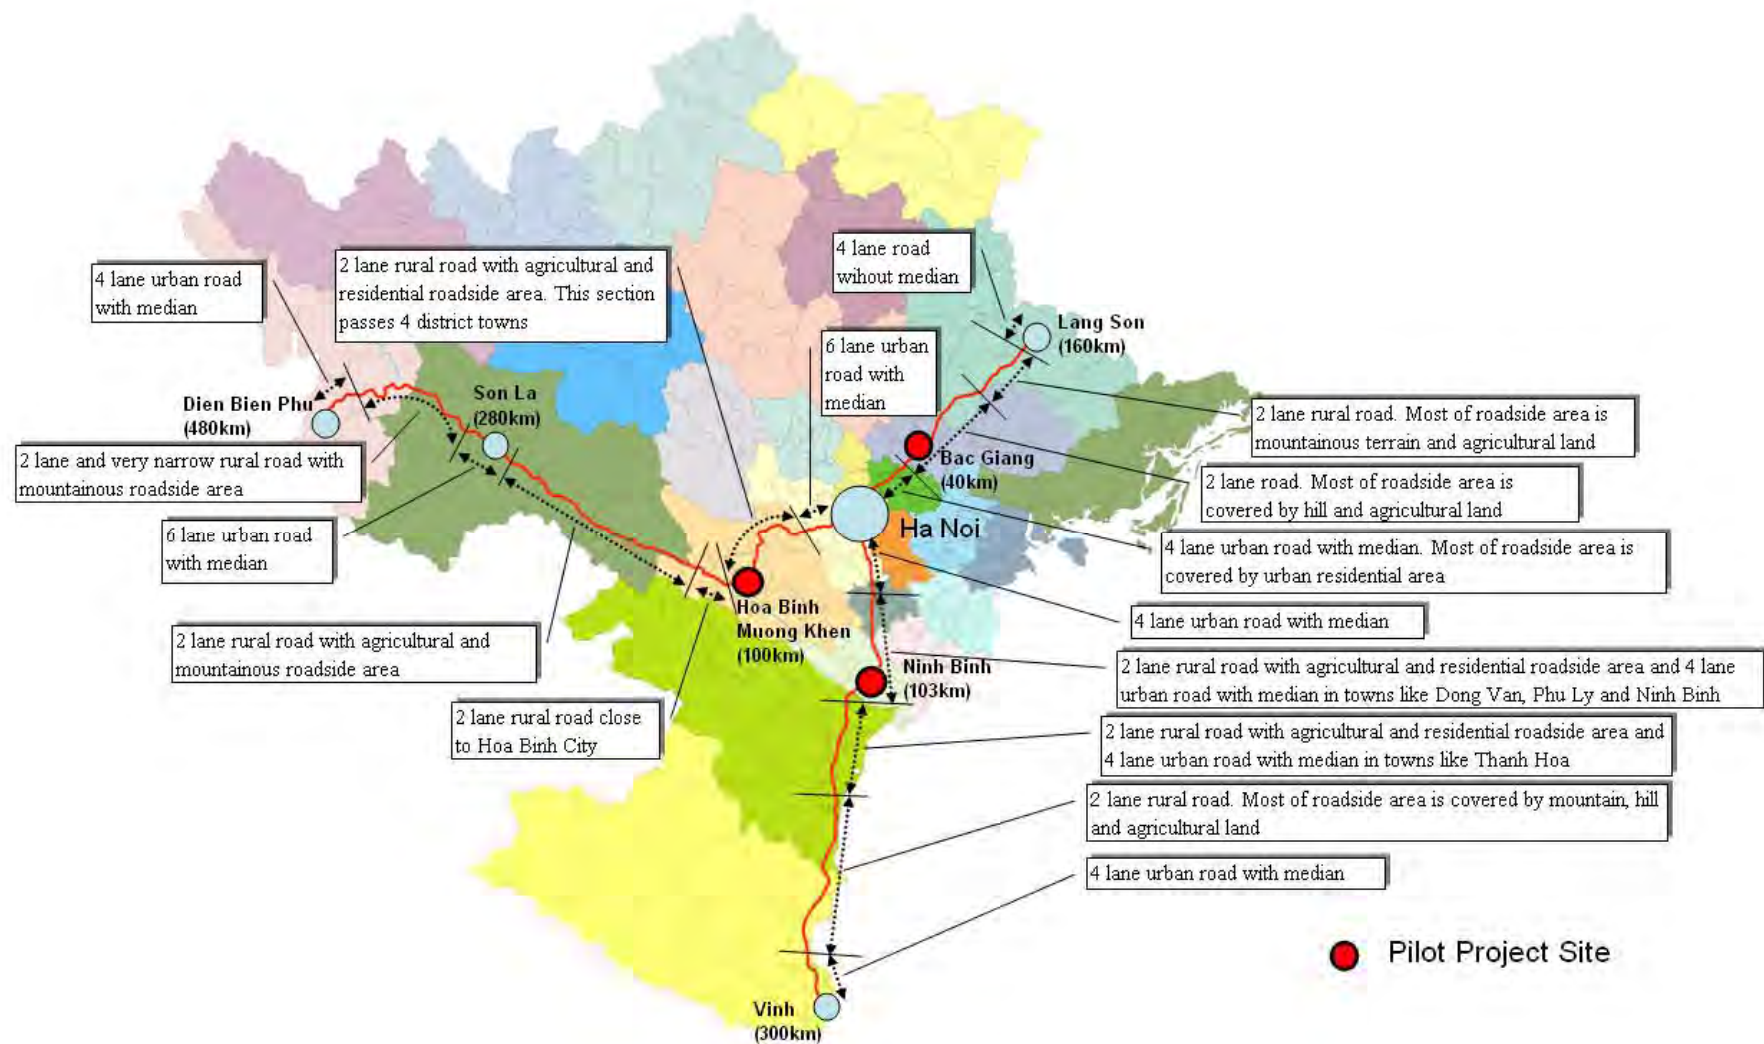 4 lane urban road
with median
2 lane rural road with agricultural and
residential roadside area. This section
passes 4 district towns
4 lane road
wihout median
6 lane urban
road with
median
Lang Son
(160km)
Dien Bien Phu
(480km)
Son La
(280km)
2 lane rural road. Most of roadside area is
mountainous terrain and agricultural land
2 lane and very narrow rural road with
mountainous roadside area
Bac Giang
(40km)
2 lane road. Most of roadside area is
covered by hill and agricultural land
6 lane urban road
with median
Ha Noi
4 lane urban road with median. Most of roadside area is
covered by urban residential area
Hoa Binh
Muong Khen
(100km)
4 lane urban road with median
2 lane rural road with agricultural and
mountainous roadside area
Ninh Binh
(103km)
2 lane rural road with agricultural and residential roadside area and 4 lane
urban road with median in towns like Dong Van, Phu Ly and Ninh Binh
2 lane rural road close
to Hoa Binh City
2 lane rural road with agricultural and residential roadside area and
4 lane urban road with median in towns like Thanh Hoa
2 lane rural road. Most of roadside area is covered by mountain, hill
and agricultural land
4 lane urban road with median
Pilot Project Site
Vinh
(300km)